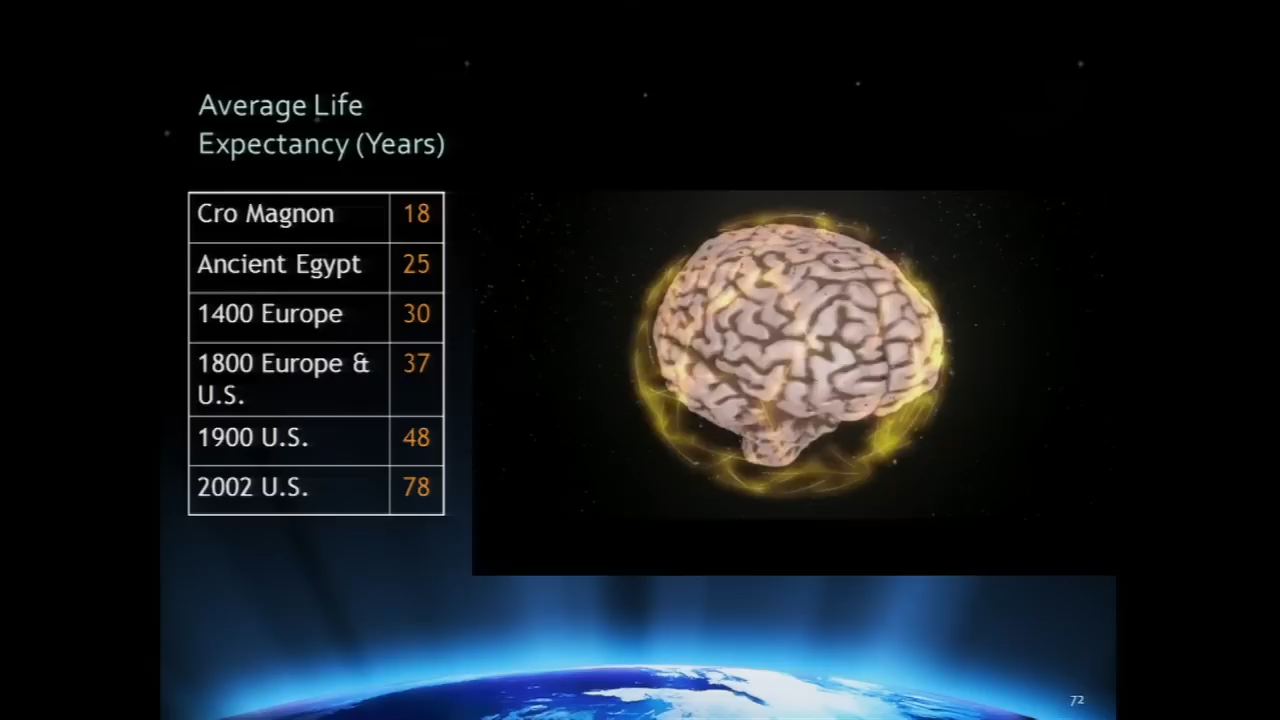 Average Life
Expectancy (Years)
Cro Magnon 18
Ancient Egypt 25
1400 Europe 30
1800 Europe & 37
U.S.
1900 U.S. 48
2002 U.S. 78
72